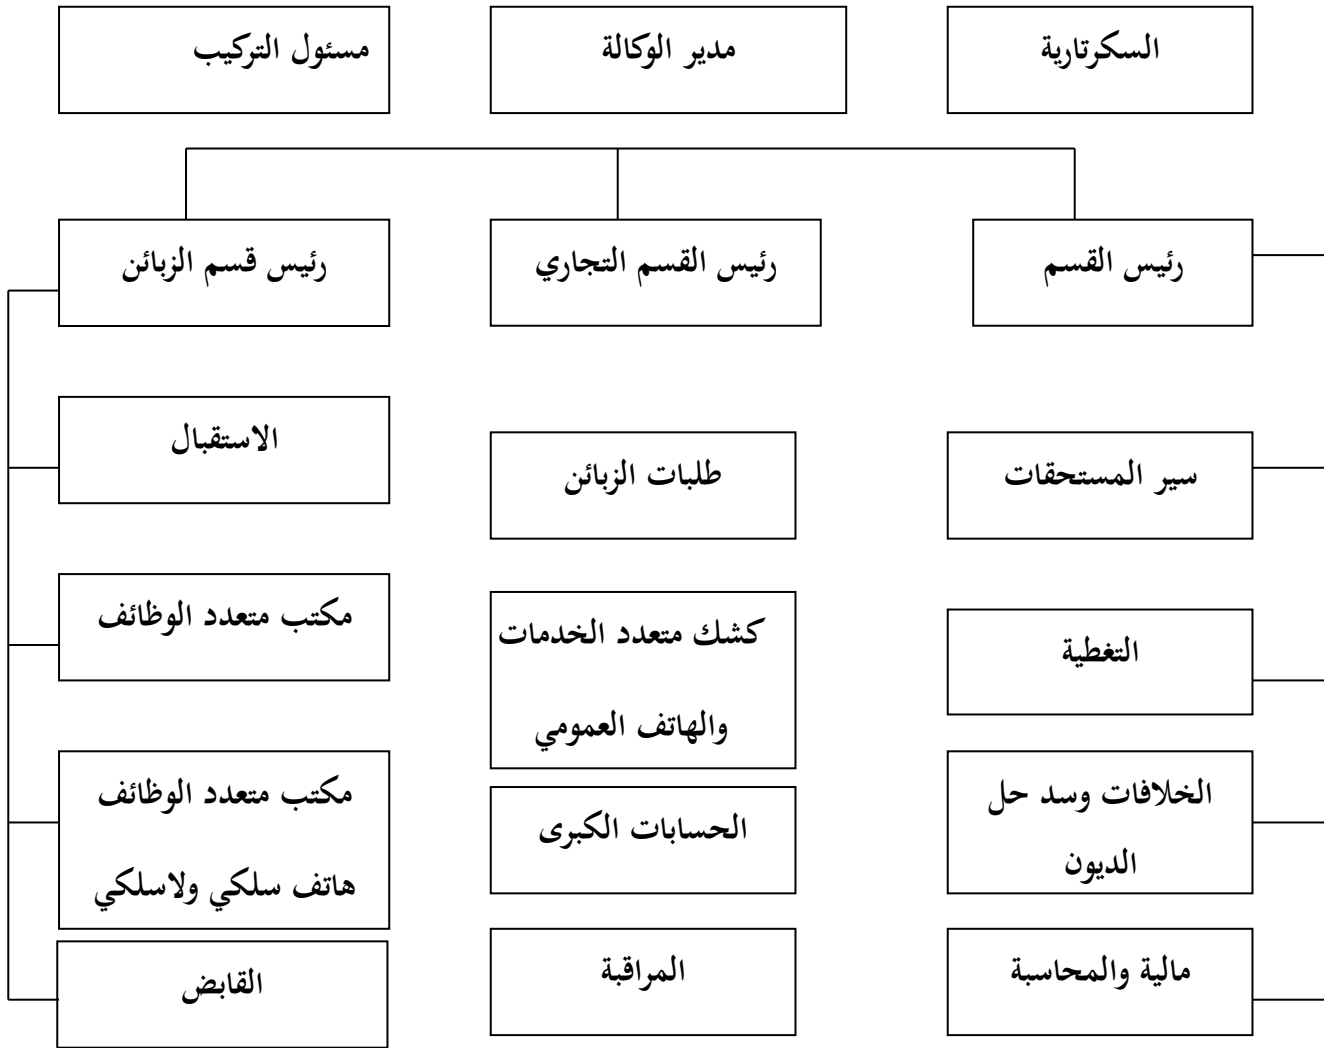 السكرتارية
مدير الوكالة
مسئول التركيب
رئيس القسم
رئيس القسم التجاري
رئيس قسم الزبائن
سير المستحقات
طلبات الزبائن
الاستقبال
التغطية
كشك متعدد الخدمات
والهاتف العمومي
مكتب متعدد الوظائف
الخلافات وسد حل
الديون
الحسابات الكبرى
مكتب متعدد الوظائف
هاتف سلكي ولاسلكي
مالية والمحاسبة
المراقبة
القابض